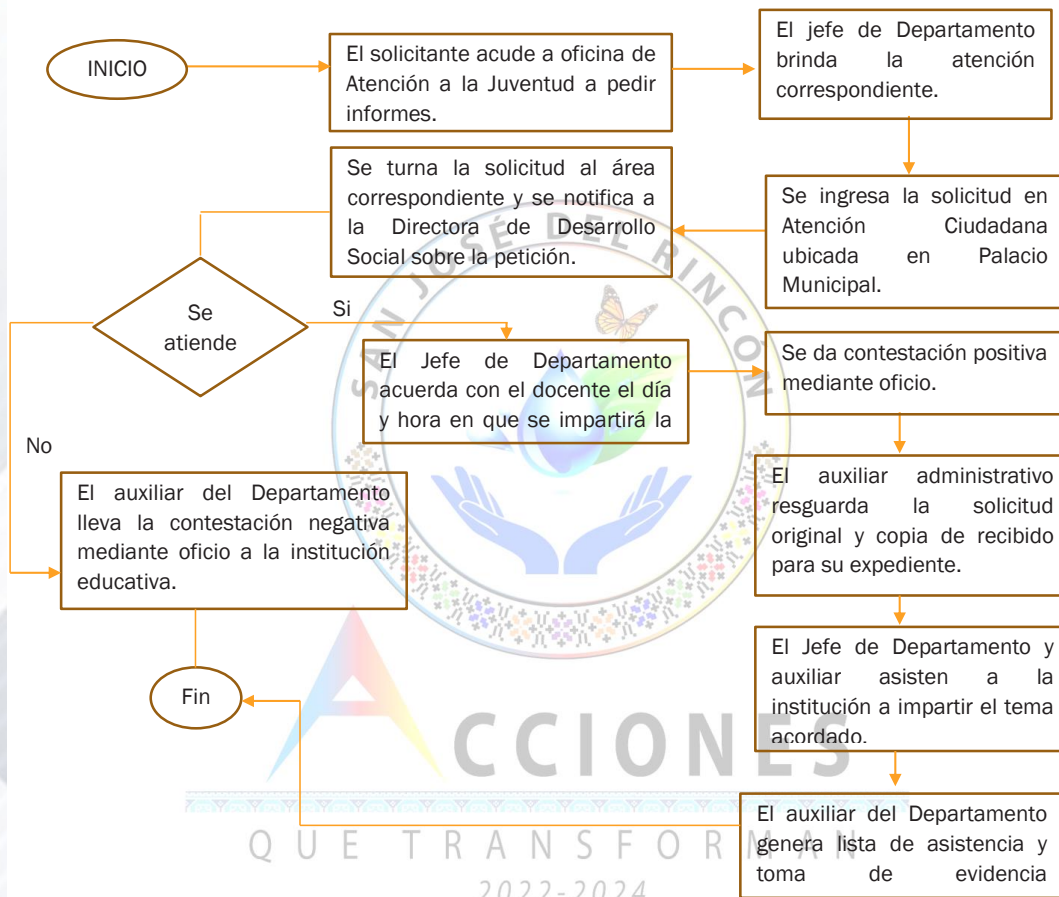 INICIO
El solicitante acude a oficina de
Atención a la Juventud a pedir
informes.
El jefe de Departamento
brinda la atención
correspondiente.
Se ingresa la solicitud en
Atención Ciudadana
ubicada en Palacio
Municipal.
Se turna la solicitud al área
correspondiente y se notifica a
la Directora de Desarrollo
Social sobre la petición.
Se
atiende
Si
El Jefe de Departamento
acuerda con el docente el día
y hora en que se impartirá la
Se da contestación positiva
mediante oficio.
El auxiliar administrativo
resguarda la solicitud
original y copia de recibido
para su expediente.
El Jefe de Departamento y
auxiliar asisten a la
institución a impartir el tema
acordado.
El auxiliar del Departamento
genera lista de asistencia y
toma de evidencia
No
El auxiliar del Departamento
lleva la contestación negativa
mediante oficio a la institución
educativa.
Fin
SAN JOSÉ DEL RINCÓN
ACCIONES
QUE TRANSFORMAN
2022-2024